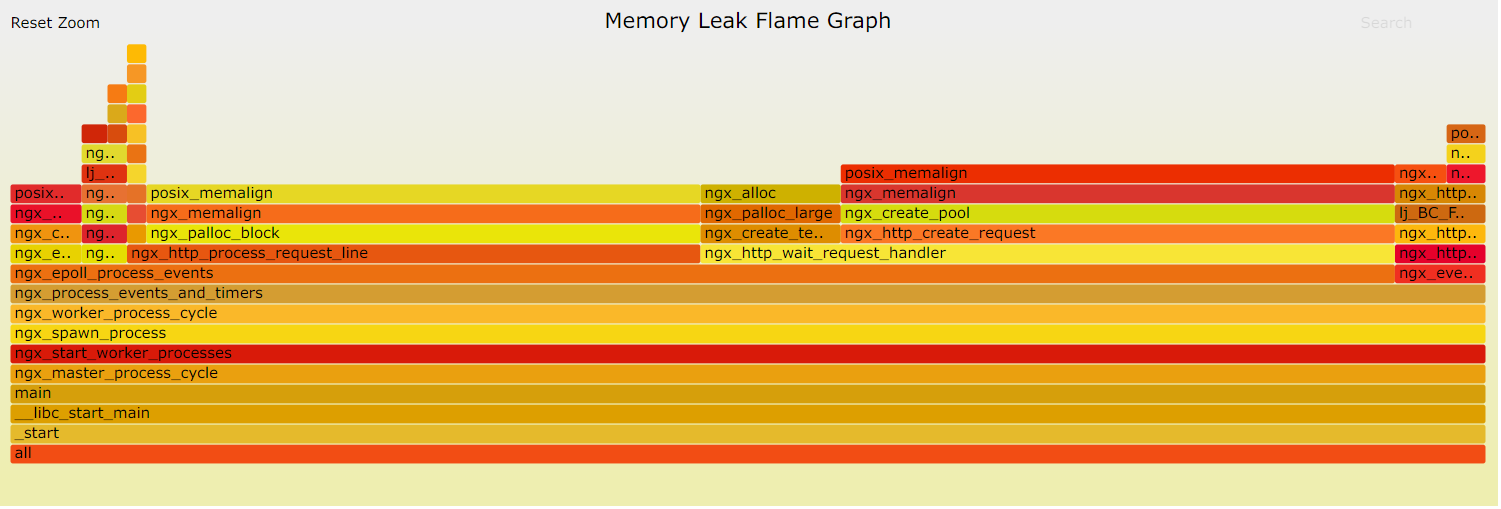 Reset Zoom Memory Leak Flame Graph Search
po..
ng.. n..
lj_.. posix_memalign ngx.. n..
posix.. ng.. posix_memalign ngx_alloc ngx_memalign ngx_http..
ngx_.. ng.. ngx_memalign ngx_palloc_large ngx_create_pool lj_BC_F..
ngx_c.. ng.. ngx_palloc_block ngx_create_te.. ngx_http_create_request ngx_http..
ngx_e.. ng.. ngx_http_process_request_line ngx_http_wait_request_handler ngx_http..
ngx_epoll_process_events ngx_eve..
ngx_process_events_and_timers
ngx_worker_process_cycle
ngx_spawn_process
ngx_start_worker_processes
ngx_master_process_cycle
main
__libc_start_main
_start
all